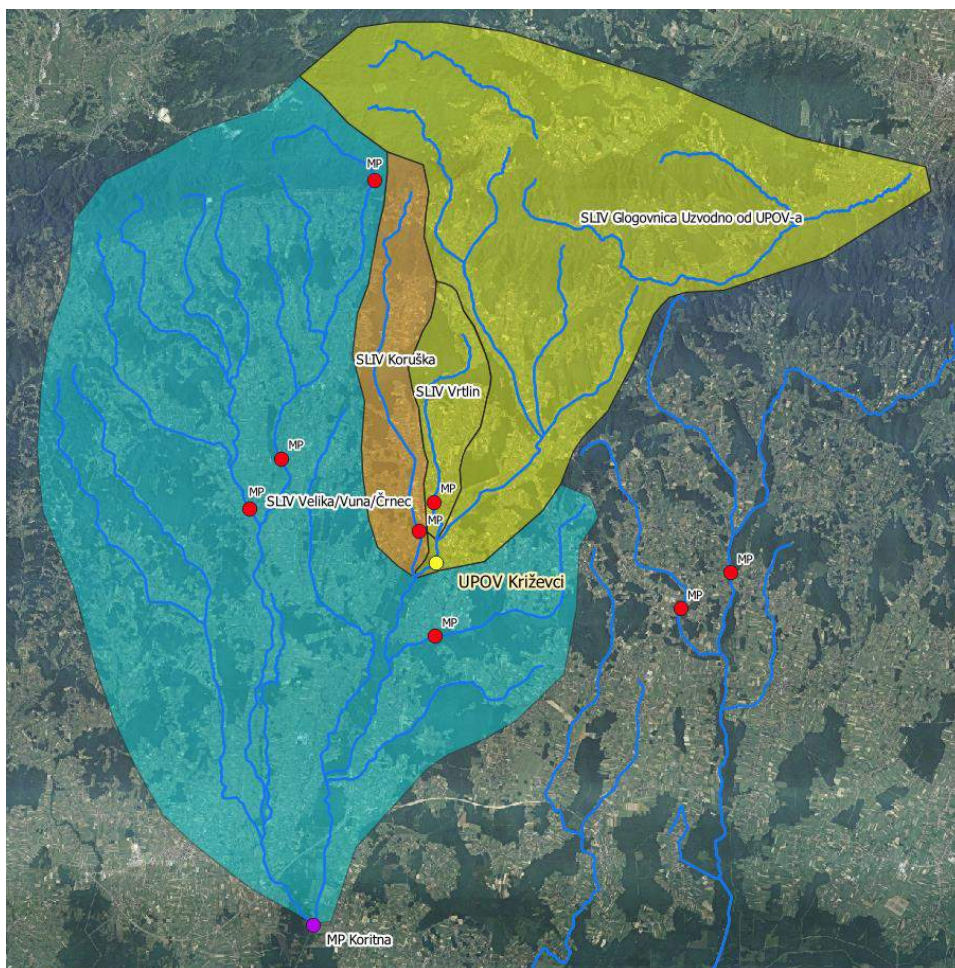 MP
SLIV Glogovnica Uzvodno od UPOV-a
SLIV Koruška
SLIV Vrtlin
MP
MP
SLIV Velika/Vuna/Črnec
MP
MP
UPOV Križevci
MP
MP
MP
MP Koritna